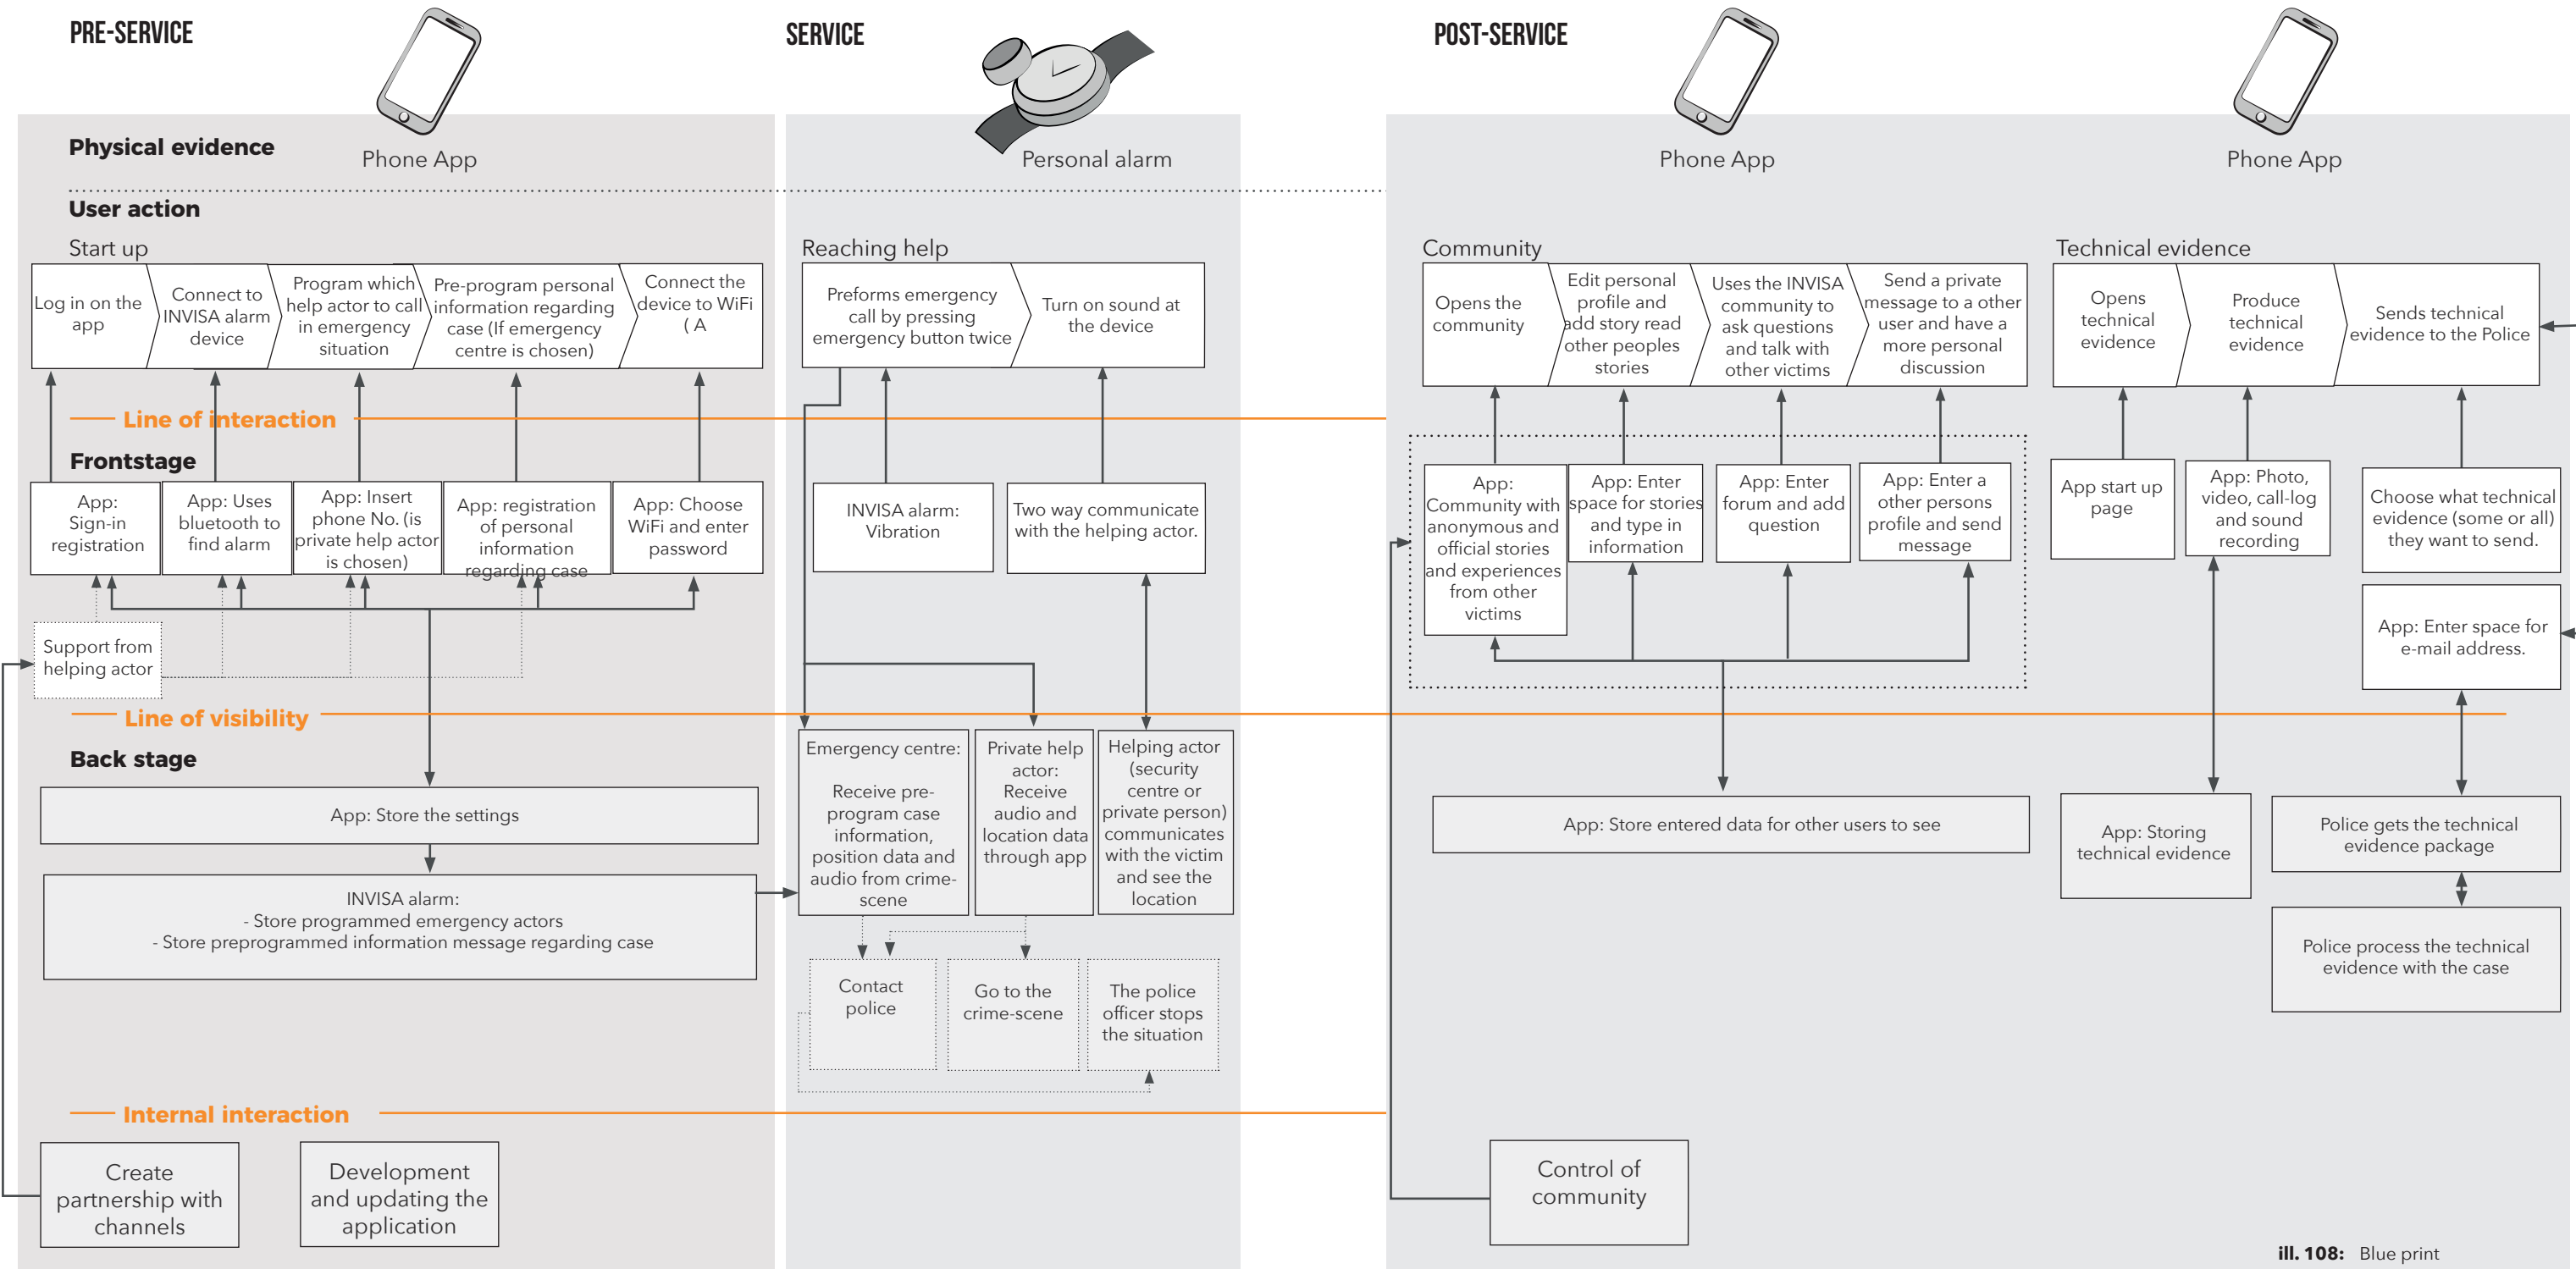 PRE-SERVICE
SERVICE
POST-SERVICE
Physical evidence
Phone App
Personal alarm
Phone App
Phone App
User action
Start up
Log in on the
app
Connect to
INVISA alarm
device
Program which
help actor to call
in emergency
situation
Pre-program personal
information regarding
case (If emergency
centre is chosen)
Connect the
device to WiFi
( A
Reaching help
Preforms emergency
call by pressing
emergency button twice
Turn on sound at
the device
Community
Opens the
community
Edit personal
profile and
add story read
other peoples
stories
Uses the INVISA
community to
ask questions
and talk with
other victims
Send a private
message to a other
user and have a
more personal
discussion
Technical evidence
Opens
technical
evidence
Produce
technical
evidence
Sends technical
evidence to the Police
Line of interaction
Frontstage
App:
Sign-in
registration
App: Uses
bluetooth to
find alarm
App: Insert
phone No. (is
private help actor
is chosen)
App: registration
of personal
information
regarding case
App: Choose
WiFi and enter
password
Support from
helping actor
INVISA alarm:
Vibration
Two way communicate
with the helping actor.
App:
Community with
anonymous and
official stories
and experiences
from other
victims
App: Enter
space for stories
and type in
information
App: Enter
forum and add
question
App: Enter a
other persons
profile and send
message
App start up
page
App: Photo,
video, call-log
and sound
recording
Choose what technical
evidence (some or all)
they want to send.
App: Enter space for
e-mail address.
Line of visibility
Back stage
App: Store the settings
INVISA alarm:
- Store programmed emergency actors
- Store preprogrammed information message regarding case
Emergency centre:
Receive pre-
program case
information,
position data and
audio from crime-
scene
Private help
actor:
Receive
audio and
location data
through app
Helping actor
(security
centre or
private person)
communicates
with the victim
and see the
location
Contact
police
Go to the
crime-scene
The police
officer stops
the situation
App: Store entered data for other users to see
App: Storing
technical evidence
Police gets the technical
evidence package
Police process the technical
evidence with the case
Internal interaction
Create
partnership with
channels
Development
and updating the
application
Control of
community
ill. 108: Blue print